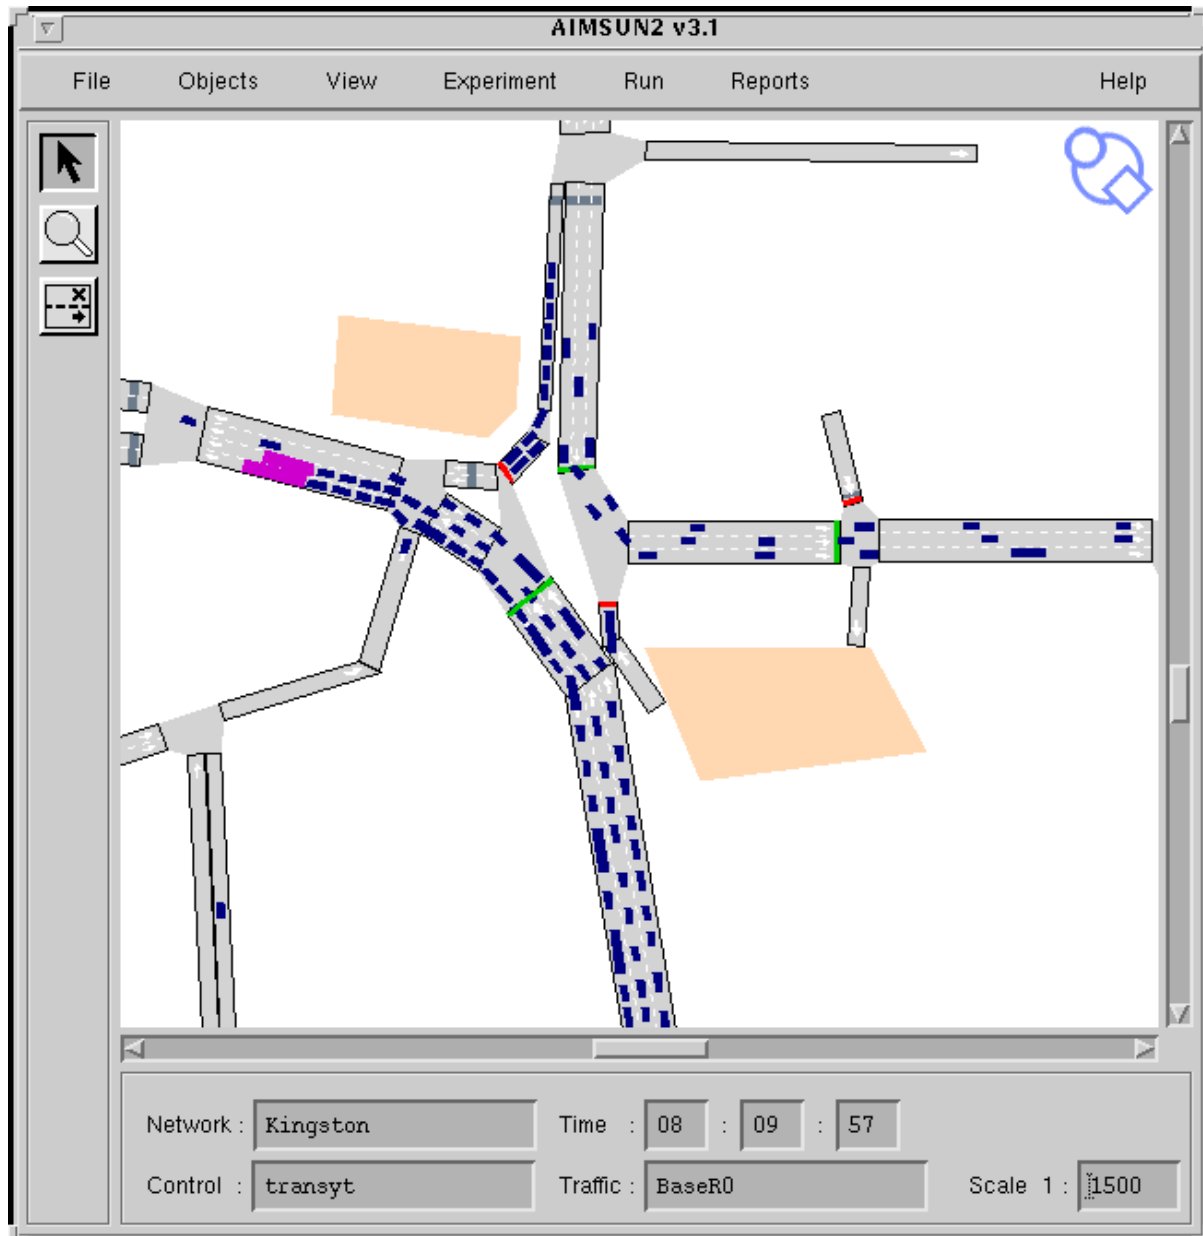 AIMSUN2 v3.1
File Objects View Experiment Run Reports Help
Network : Kingston Time : 08 : 09 : 57
Control : transyt Traffic : BaseR0 Scale 1 : 1500